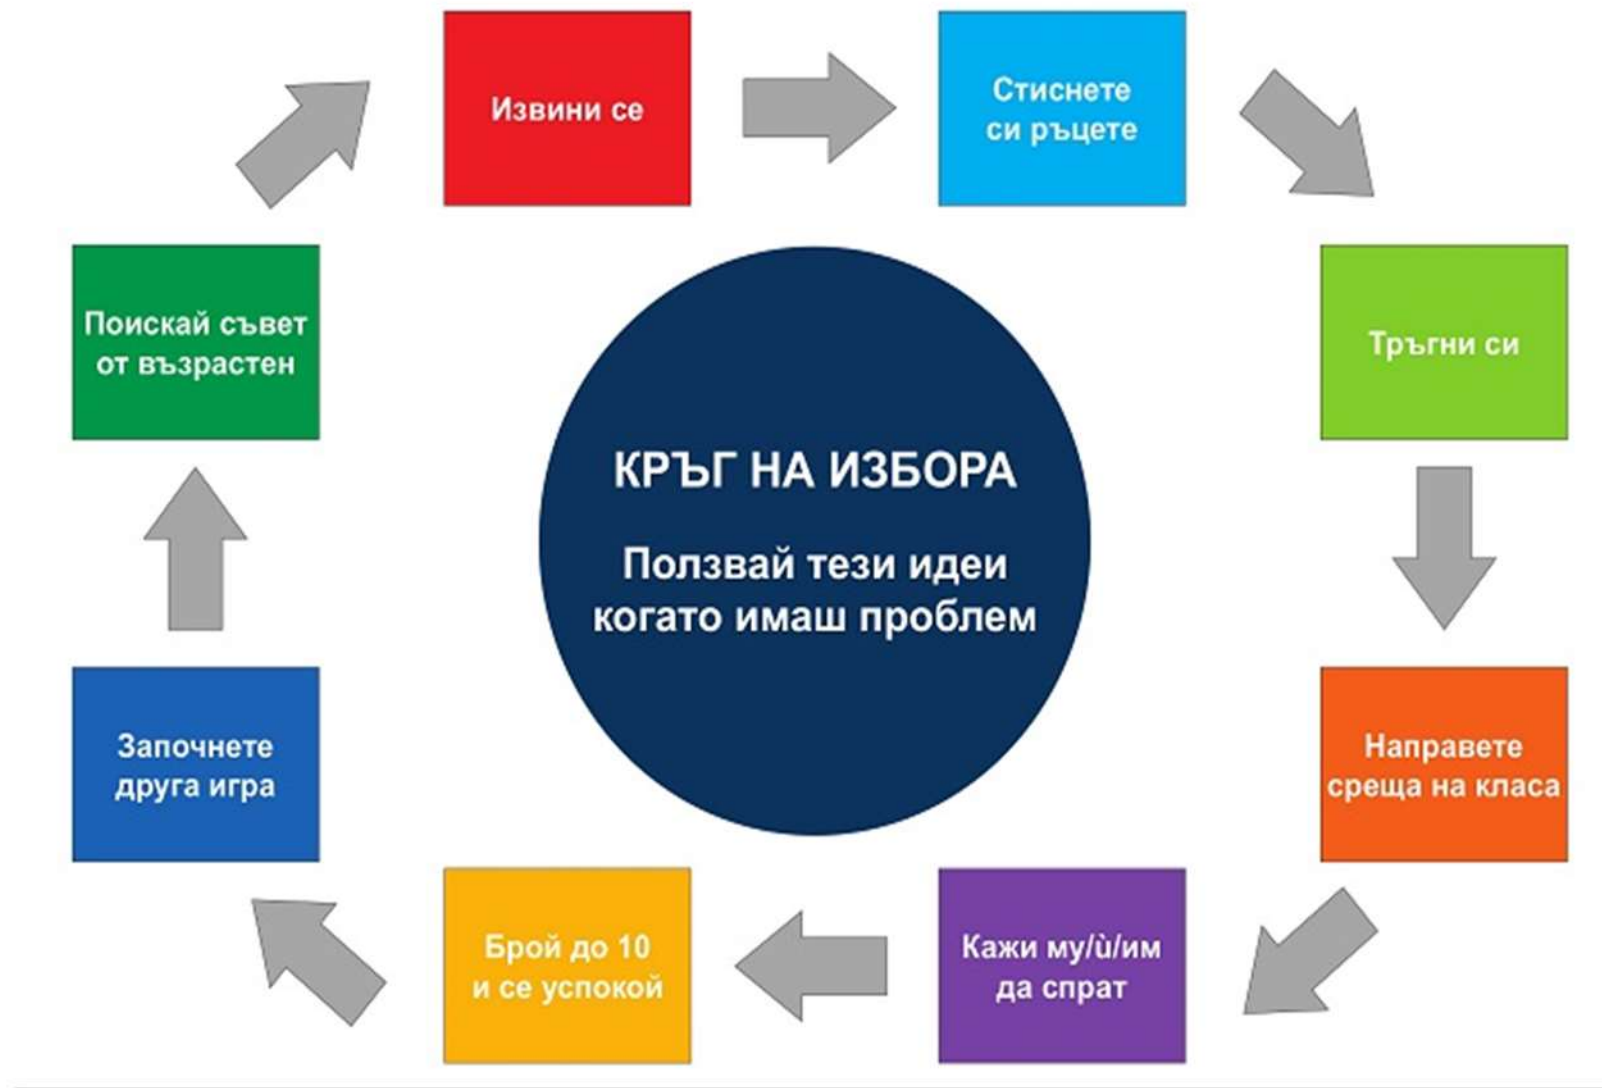 Извини се
Стиснете
си ръцете
Тръгни си
Направете
среща на класа
Кажи му/ѝ/им
да спрат
Брой до 10
и се успокой
Започнете
друга игра
Поискай съвет
от възрастен
КРЪГ НА ИЗБОРА
Ползвай тези идеи
когато имаш проблем